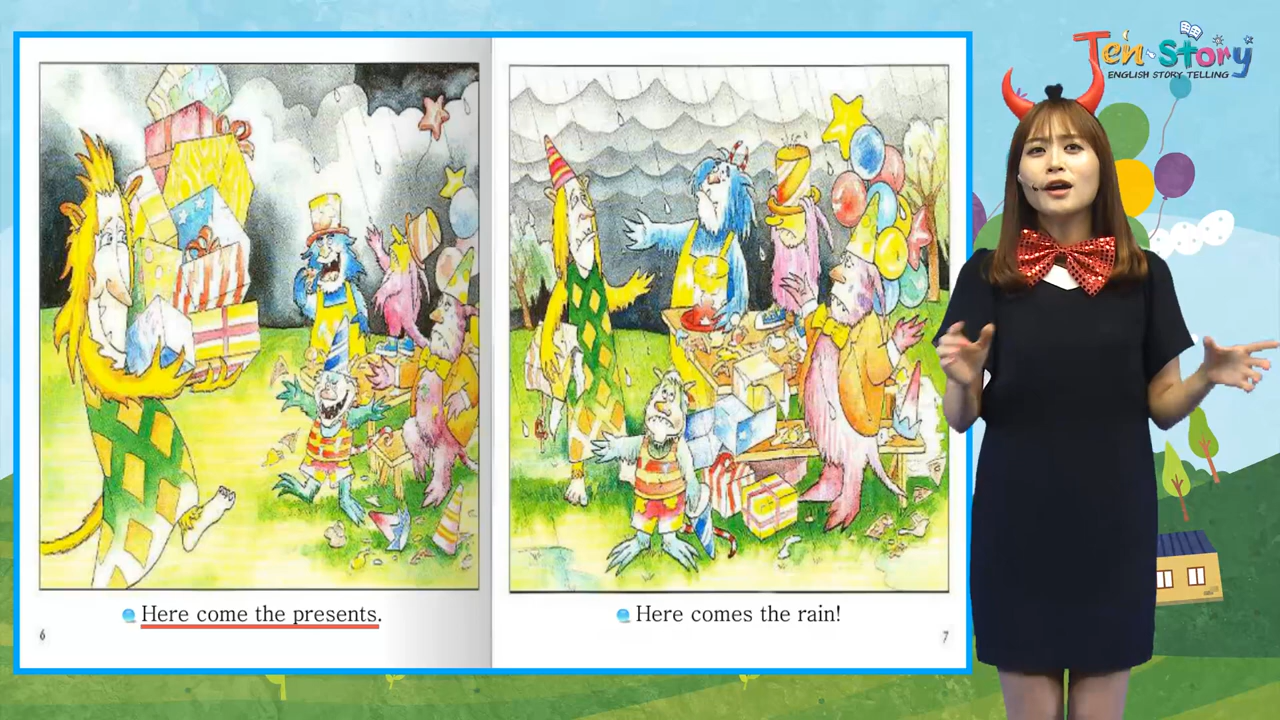 Ten-Story
ENGLISH STORY TELLING
Here come the presents.
Here comes the rain!
6
7